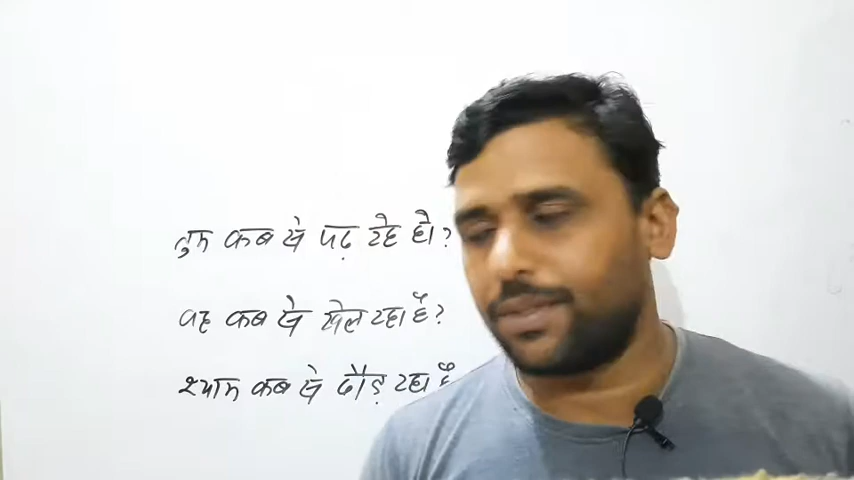 तुम कब से पढ़ रहे हो?
वह कब से खेल रहा है?
श्याम कब से दौड़ रहा है